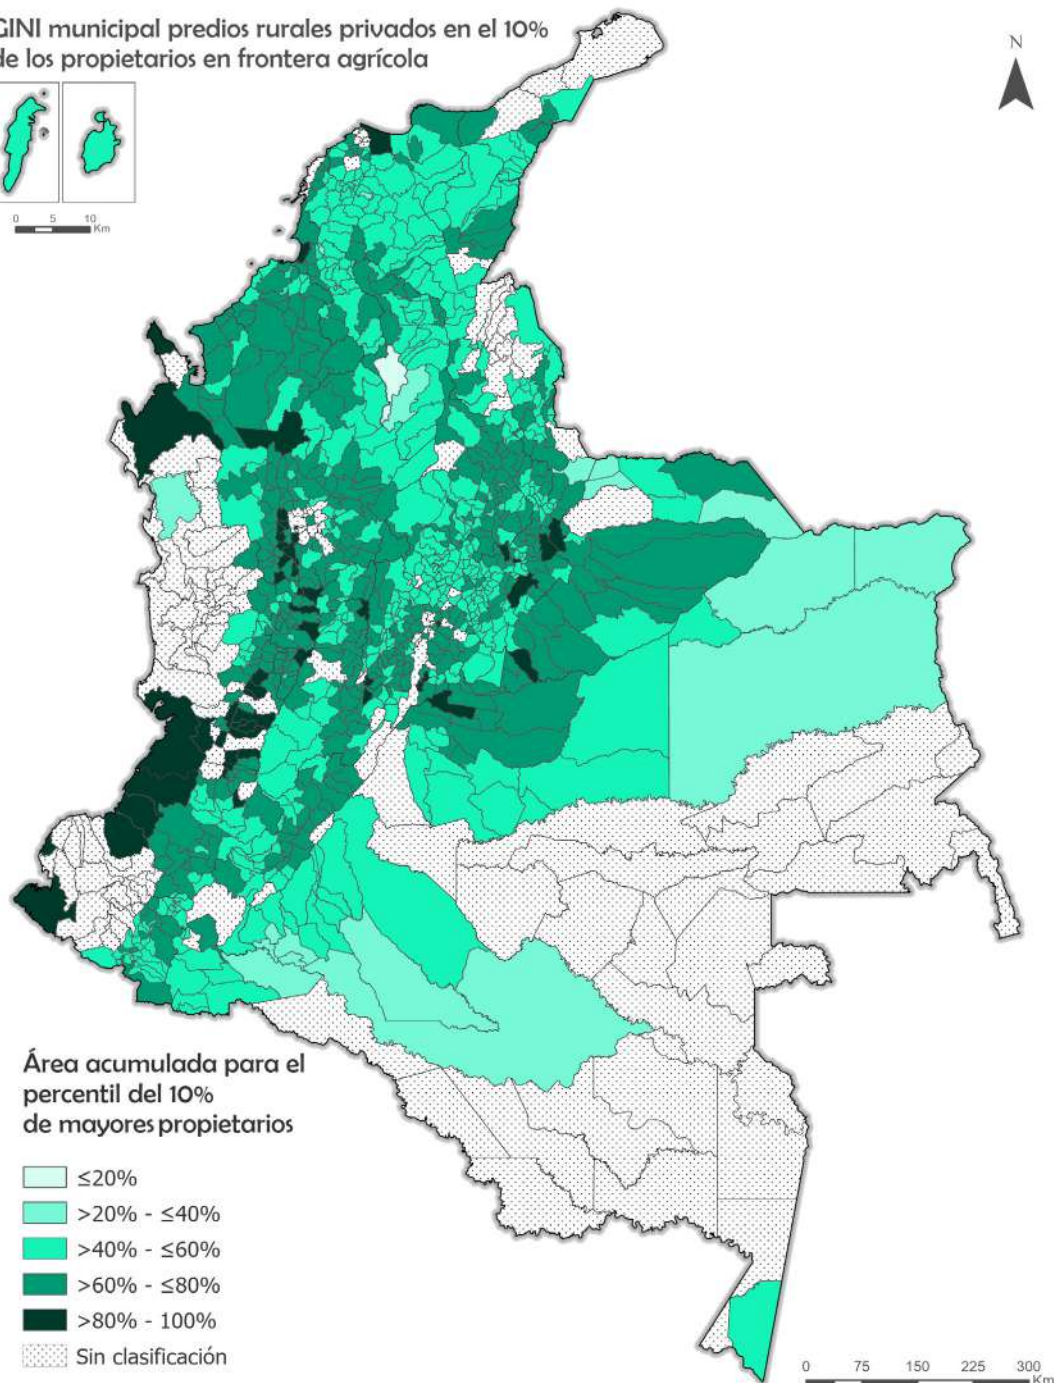 GINI municipal predios rurales privados en el 10%
de los propietarios en frontera agrícola
N
0 5 10
Km
Área acumulada para el
percentil del 10%
de mayores propietarios
≤20%
>20% - ≤40%
>40% - ≤60%
>60% - ≤80%
>80% - 100%
Sin clasificación
0 75 150 225 300
Km